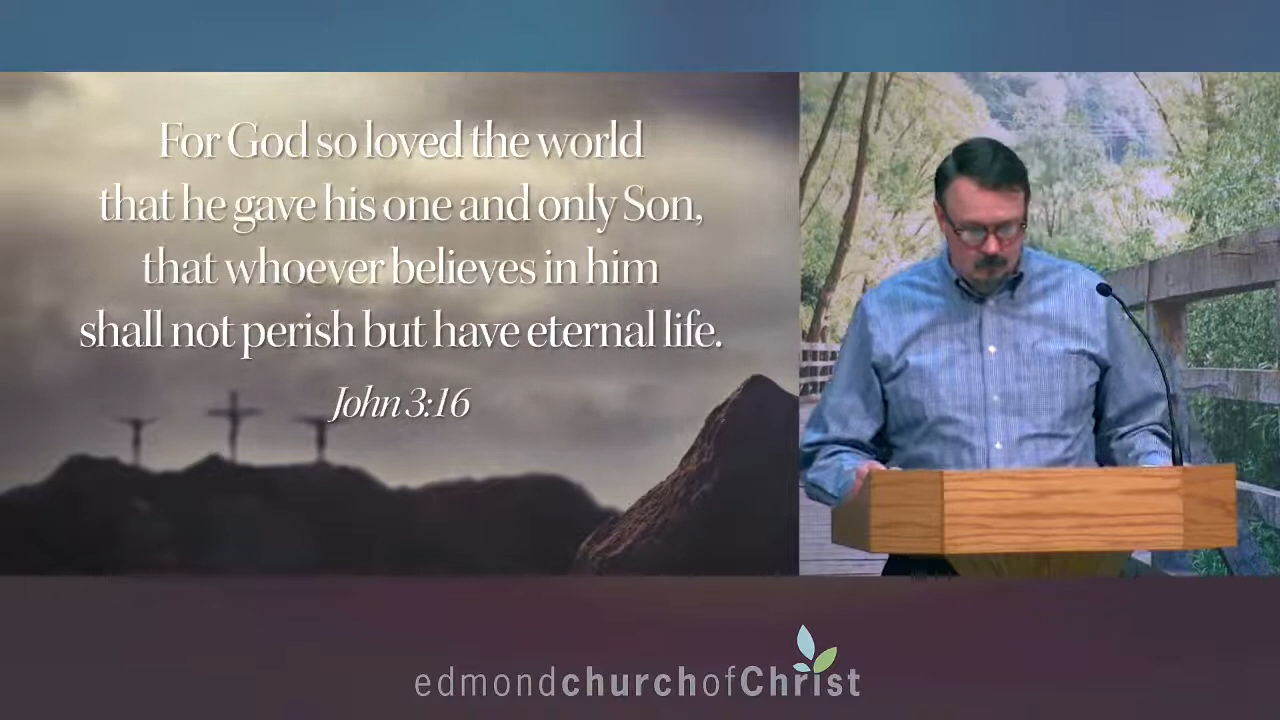 For God so loved the world
that he gave his one and only Son,
that whoever believes in him
shall not perish but have eternal life.
John 3:16
edmondchurchofChrist